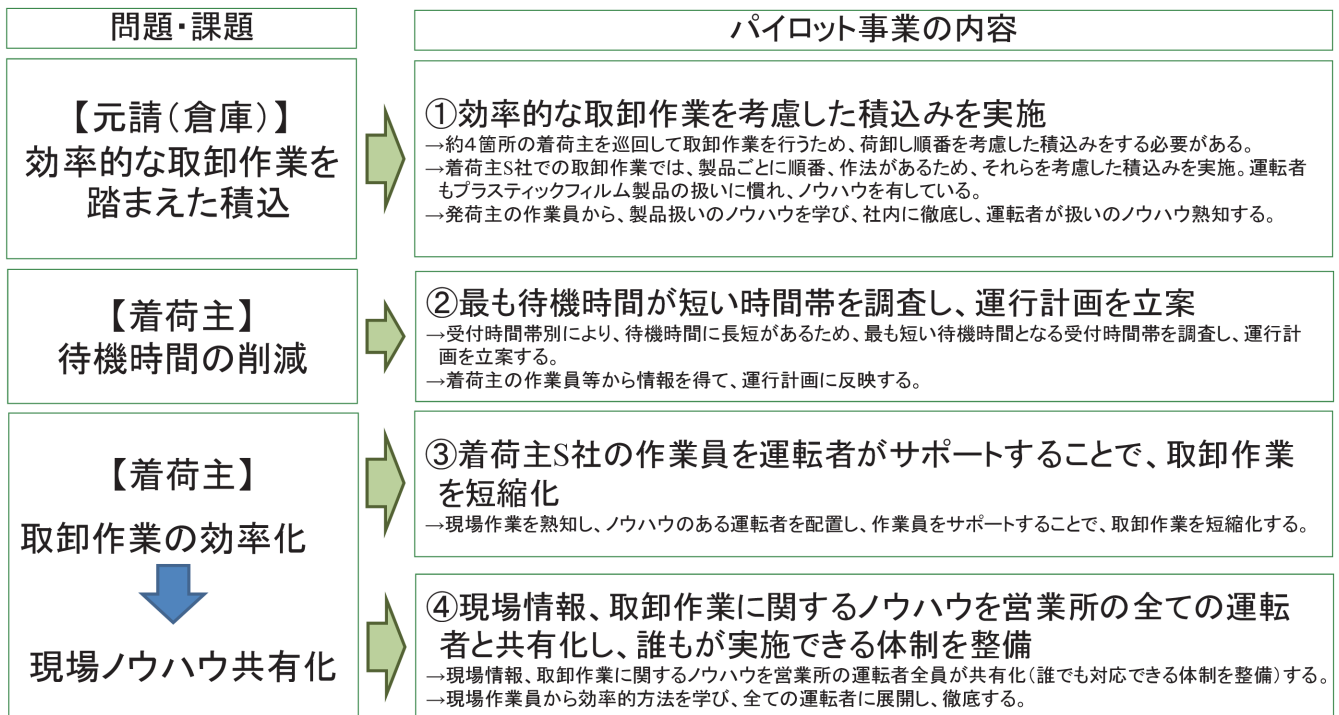 問題・課題
パイロット事業の内容
【元請（倉庫）】
効率的な取卸作業を
踏まえた積込
①効率的な取卸作業を考慮した積込みを実施
→約４箇所の着荷主を巡回して取卸作業を行うため、荷卸し順番を考慮した積込みをする必要がある。
→着荷主S社での取卸作業では、製品ごとに順番、作法があるため、それらを考慮した積込みを実施。運転者
もプラスティックフィルム製品の扱いに慣れ、ノウハウを有している。
→発荷主の作業員から、製品扱いのノウハウを学び、社内に徹底し、運転者が扱いのノウハウ熟知する。
【着荷主】
待機時間の削減
②最も待機時間が短い時間帯を調査し、運行計画を立案
→受付時間帯別により、待機時間に長短があるため、最も短い待機時間となる受付時間帯を調査し、運行計
画を立案する。
→着荷主の作業員等から情報を得て、運行計画に反映する。
【着荷主】
取卸作業の効率化
現場ノウハウ共有化
③着荷主S社の作業員を運転者がサポートすることで、取卸作業
を短縮化
→現場作業を熟知し、ノウハウのある運転者を配置し、作業員をサポートすることで、取卸作業を短縮化する。
④現場情報、取卸作業に関するノウハウを営業所の全ての運転
者と共有化し、誰もが実施できる体制を整備
→現場情報、取卸作業に関するノウハウを営業所の運転者全員が共有化（誰でも対応できる体制を整備）する。
→現場作業員から効率的方法を学び、全ての運転者に展開し、徹底する。